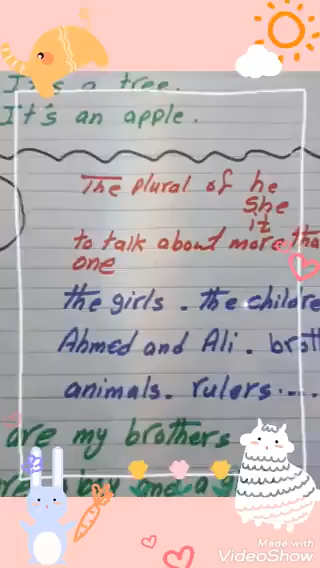 It's a tree.
It's an apple.
The plural of he
She
it
to talk about more tha
one
the girls. the childre
Ahmed and Ali. brot
animals. rulers.....
are my brothers
and a
Made with
VideoShow